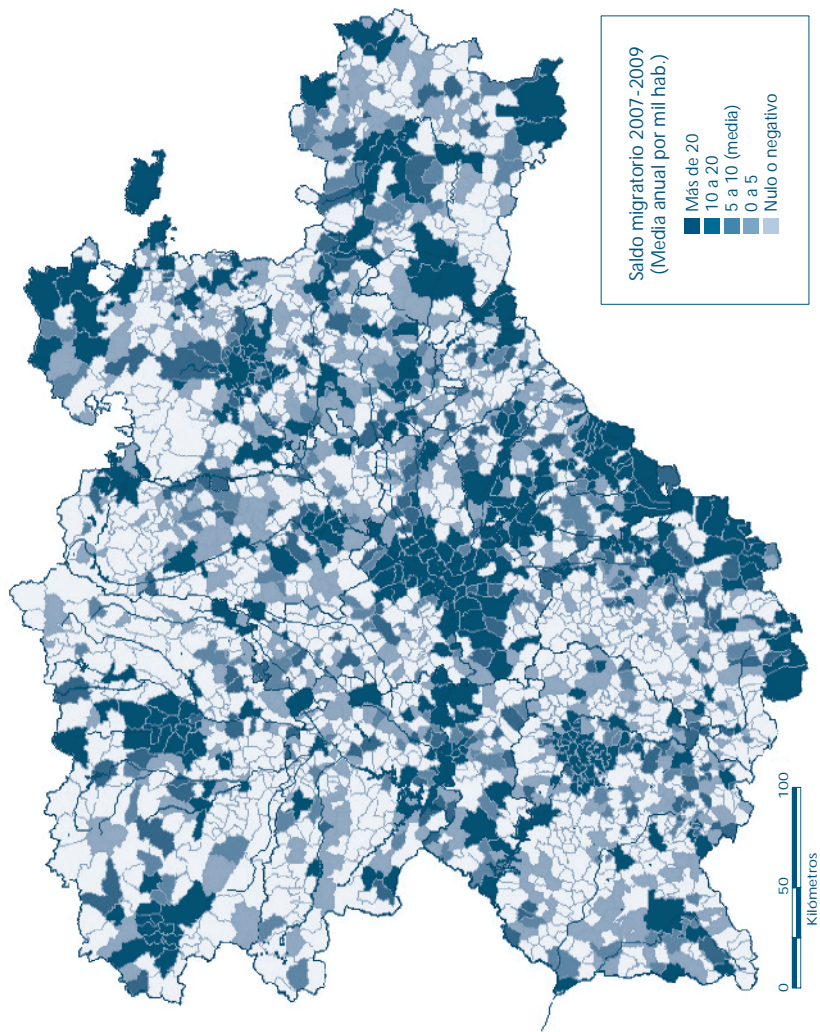 Saldo migratorio 2007-2009
(Media anual por mil hab.)
Más de 20
10 a 20
5 a 10 (media)
0 a 5
Nulo o negativo
0 50 100
Kilómetros